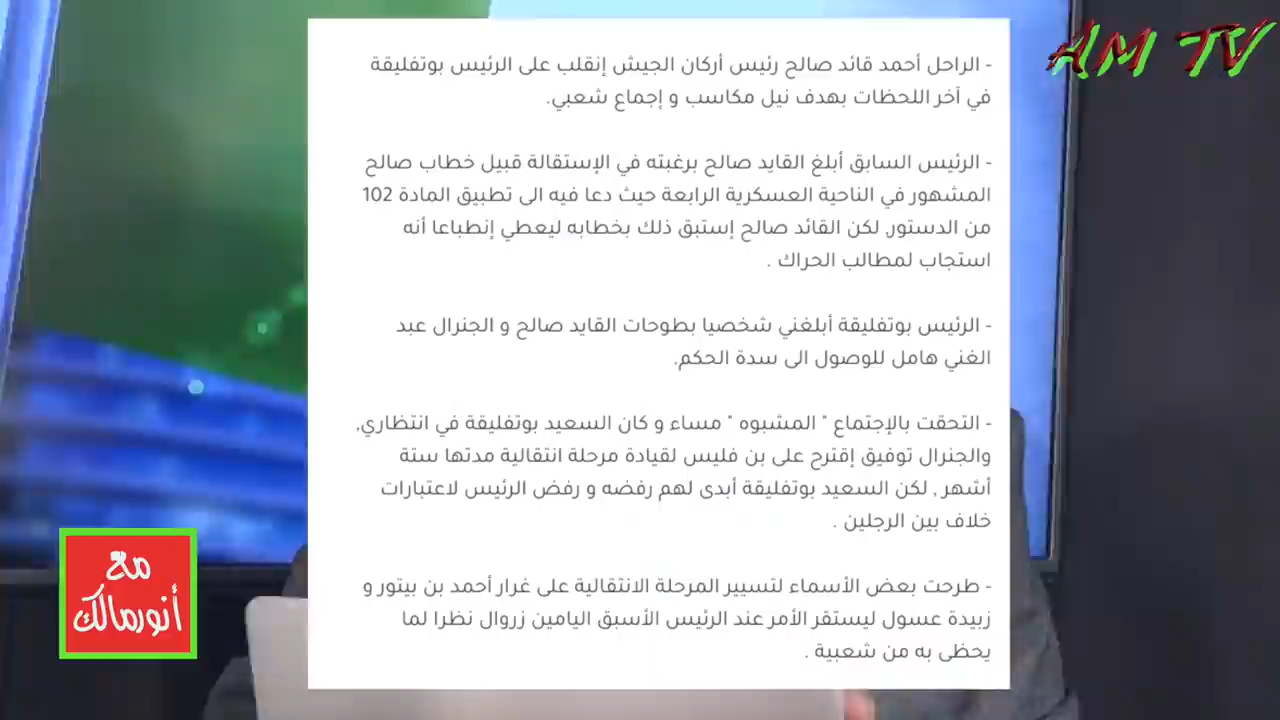 HM TV
- الراحل أحمد قائد صالح رئيس أركان الجيش إنقلب على الرئيس بوتفليقة
في آخر اللحظات بهدف نيل مكاسب و إجماع شعبي.
- الرئيس السابق أبلغ القايد صالح برغبته في الإستقالة قبيل خطاب صالح
المشهور في الناحية العسكرية الرابعة حيث دعا فيه الى تطبيق المادة 102
من الدستور, لكن القائد صالح إستبق ذلك بخطابه ليعطي إنطباعا أنه
استجاب لمطالب الحراك .
- الرئيس بوتفليقة أبلغني شخصيا بطوحات القايد صالح و الجنرال عبد
الغني هامل للوصول الى سدة الحكم.
- التحقت بالإجتماع " المشبوه " مساء و كان السعيد بوتفليقة في انتظاري,
والجنرال توفيق إقترح على بن فليس لقيادة مرحلة انتقالية مدتها ستة
أشهر , لكن السعيد بوتفليقة أبدى لهم رفضه و رفض الرئيس لاعتبارات
خلاف بين الرجلين .
- طرحت بعض الأسماء لتسيير المرحلة الانتقالية على غرار أحمد بن بيتور و
زبيدة عسول ليستقر الأمر عند الرئيس الأسبق اليامين زروال نظرا لما
يحظى به من شعبية .
مع
أنور مالك